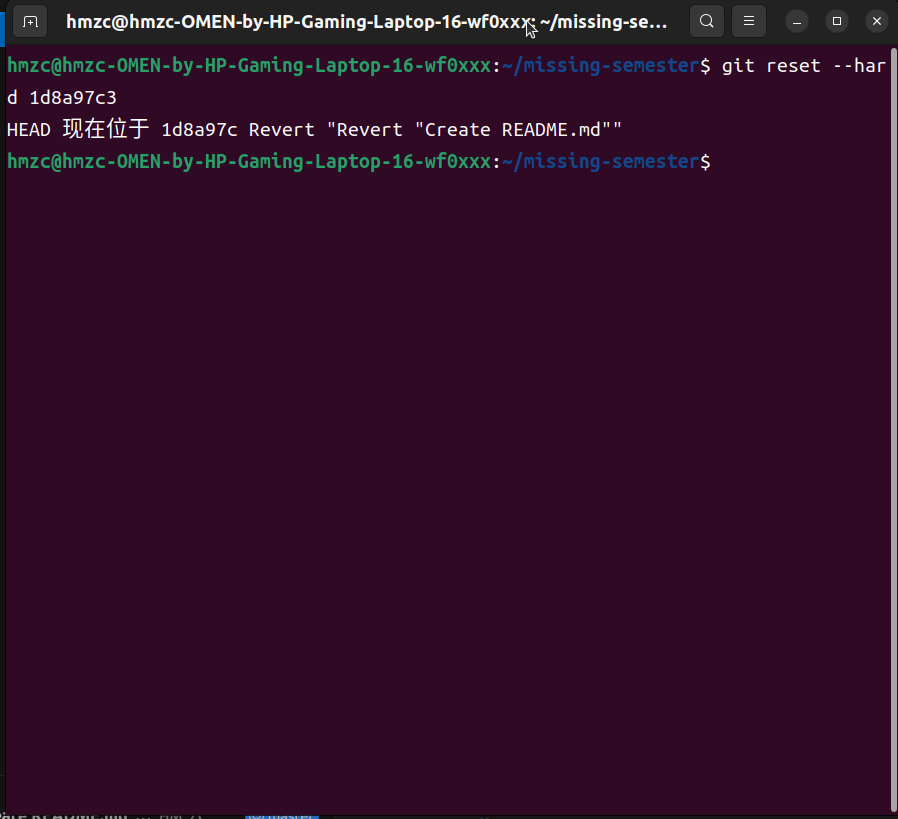 hmzc@hmzc-OMEN-by-HP-Gaming-Laptop-16-wf0xxx: ~/missing-se...
hmzc@hmzc-OMEN-by-HP-Gaming-Laptop-16-wf0xxx:~/missing-semester$ git reset --har
d 1d8a97c3
HEAD 现在位于 1d8a97c Revert "Revert "Create README.md""
hmzc@hmzc-OMEN-by-HP-Gaming-Laptop-16-wf0xxx:~/missing-semester$